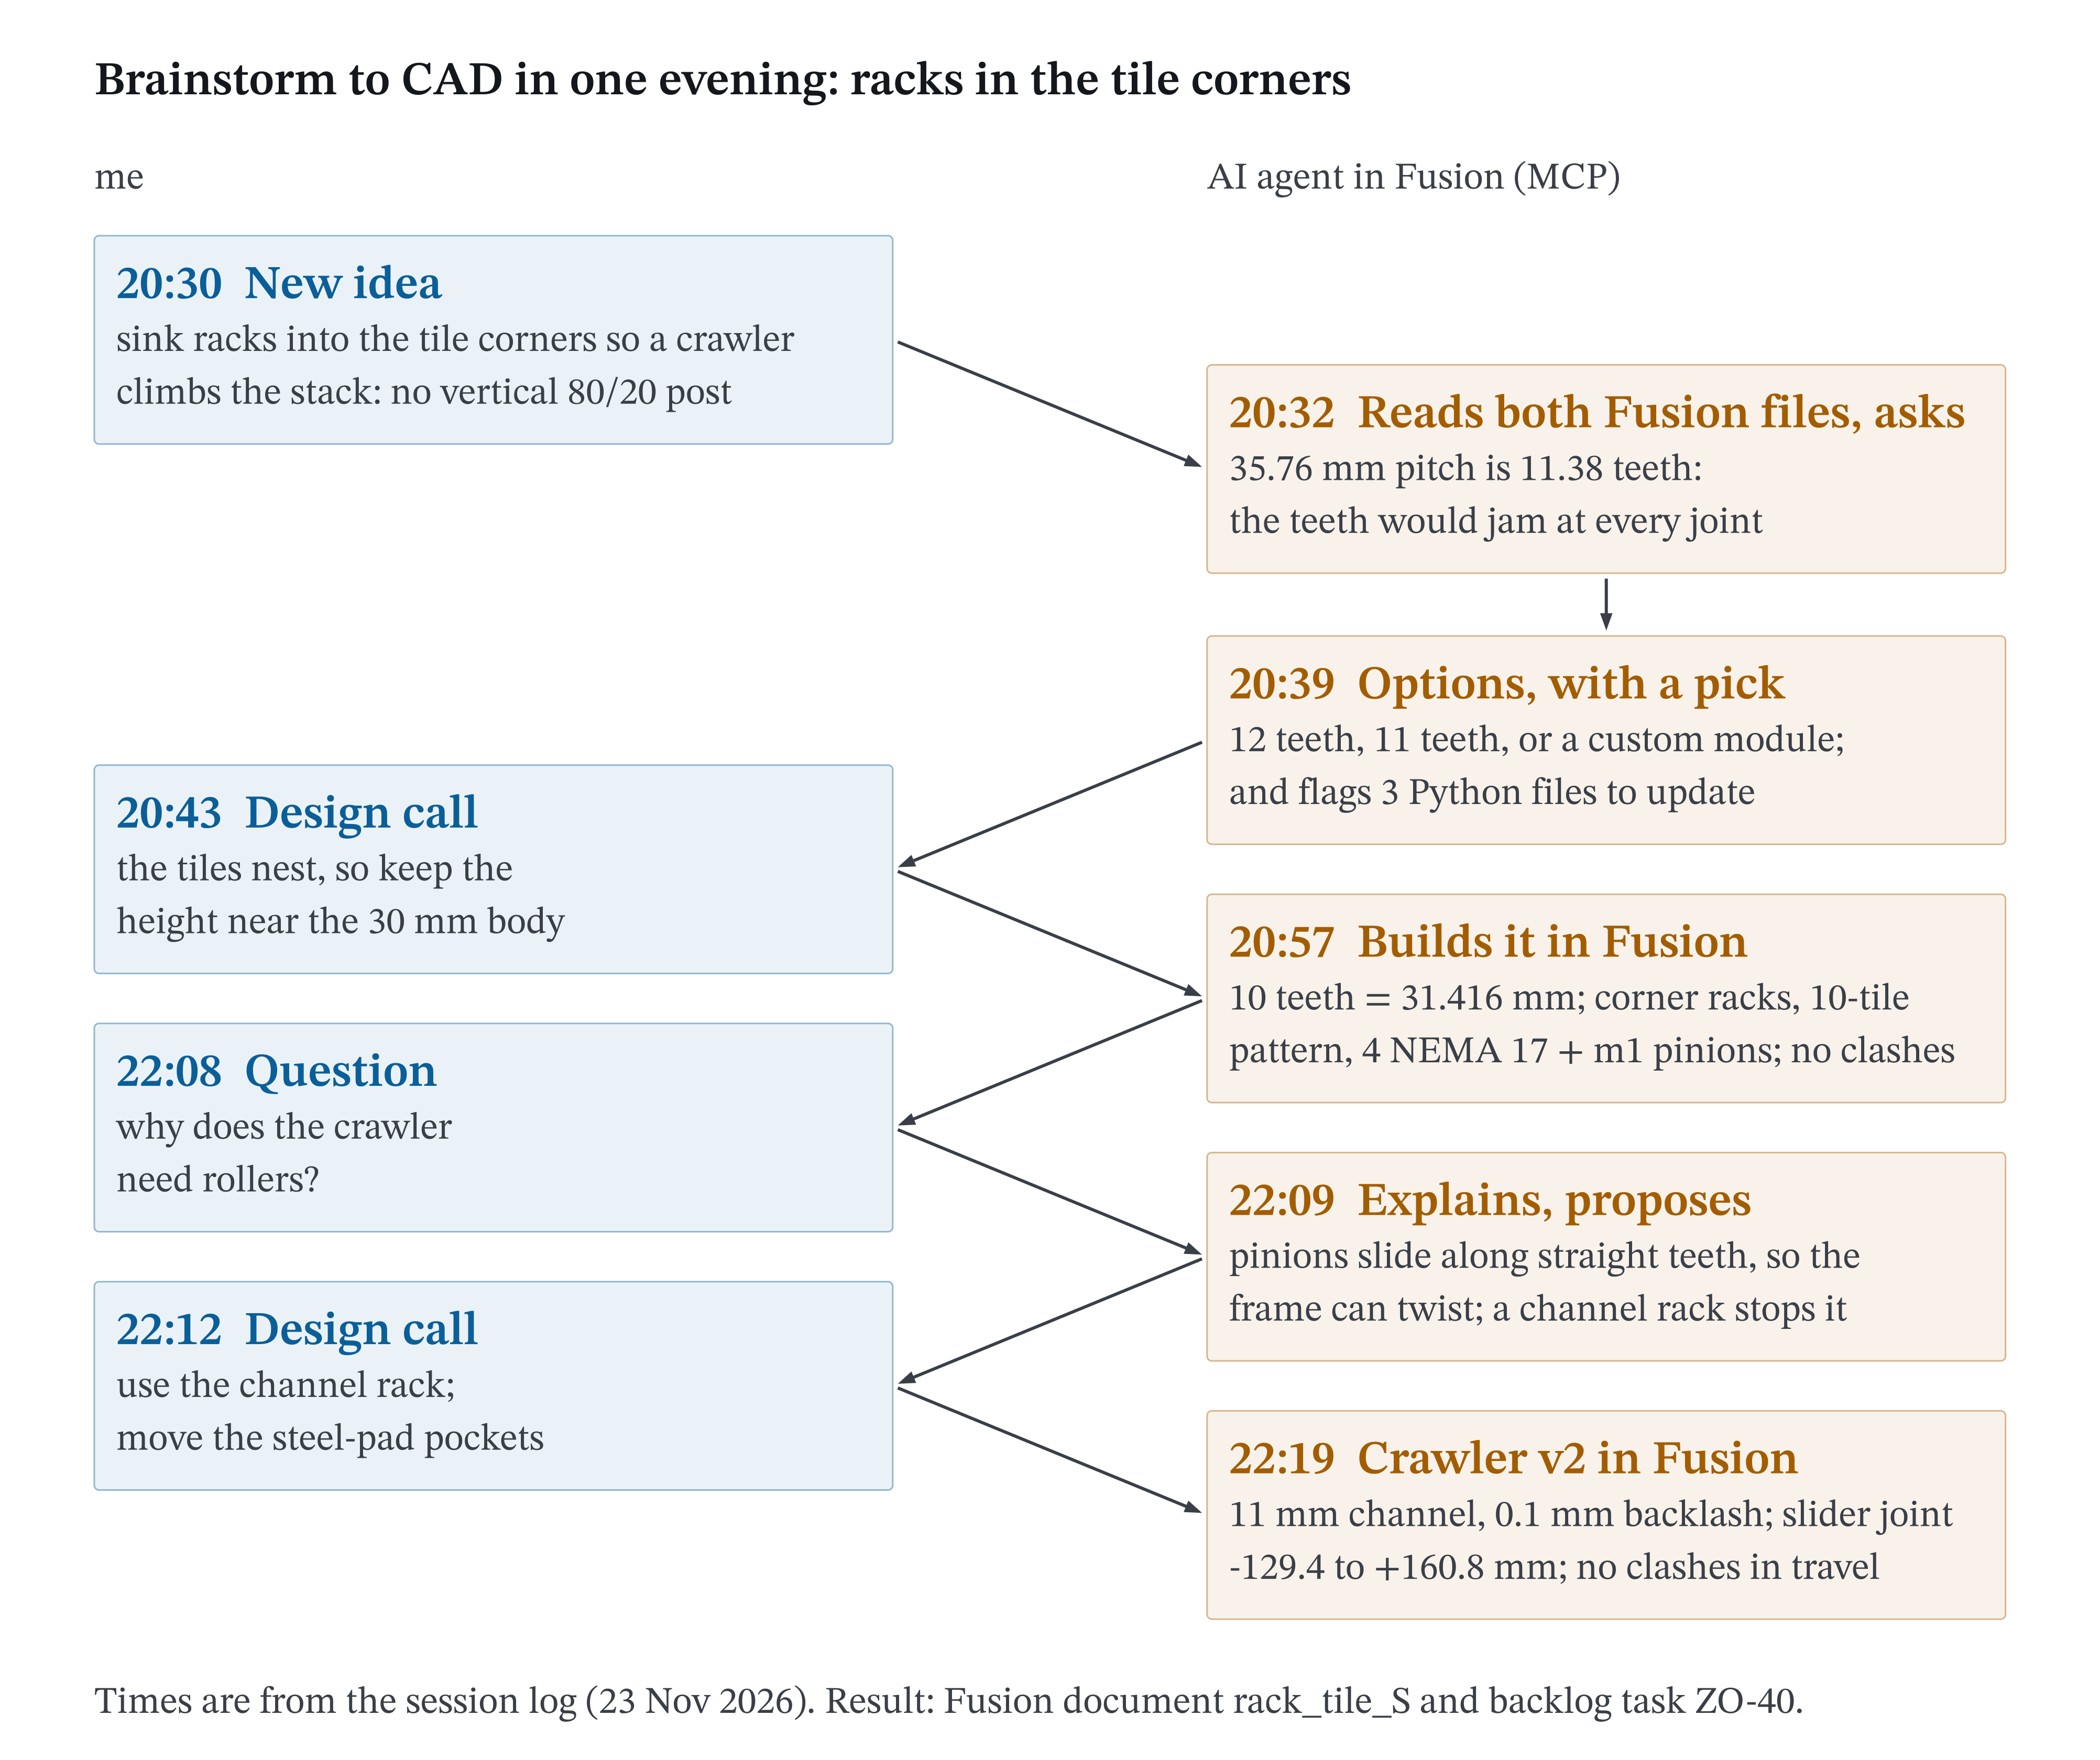 Brainstorm to CAD in one evening: racks in the tile corners
me
AI agent in Fusion (MCP)
20:30 New idea
sink racks into the tile corners so a crawler
climbs the stack: no vertical 80/20 post
20:32 Reads both Fusion files, asks
35.76 mm pitch is 11.38 teeth:
the teeth would jam at every joint
20:39 Options, with a pick
12 teeth, 11 teeth, or a custom module;
and flags 3 Python files to update
20:43 Design call
the tiles nest, so keep the
height near the 30 mm body
20:57 Builds it in Fusion
10 teeth = 31.416 mm; corner racks, 10-tile
pattern, 4 NEMA 17 + m1 pinions; no clashes
22:08 Question
why does the crawler
need rollers?
22:09 Explains, proposes
pinions slide along straight teeth, so the
frame can twist; a channel rack stops it
22:12 Design call
use the channel rack;
move the steel-pad pockets
22:19 Crawler v2 in Fusion
11 mm channel, 0.1 mm backlash; slider joint
-129.4 to +160.8 mm; no clashes in travel
Times are from the session log (23 Nov 2026). Result: Fusion document rack_tile_S and backlog task ZO-40.